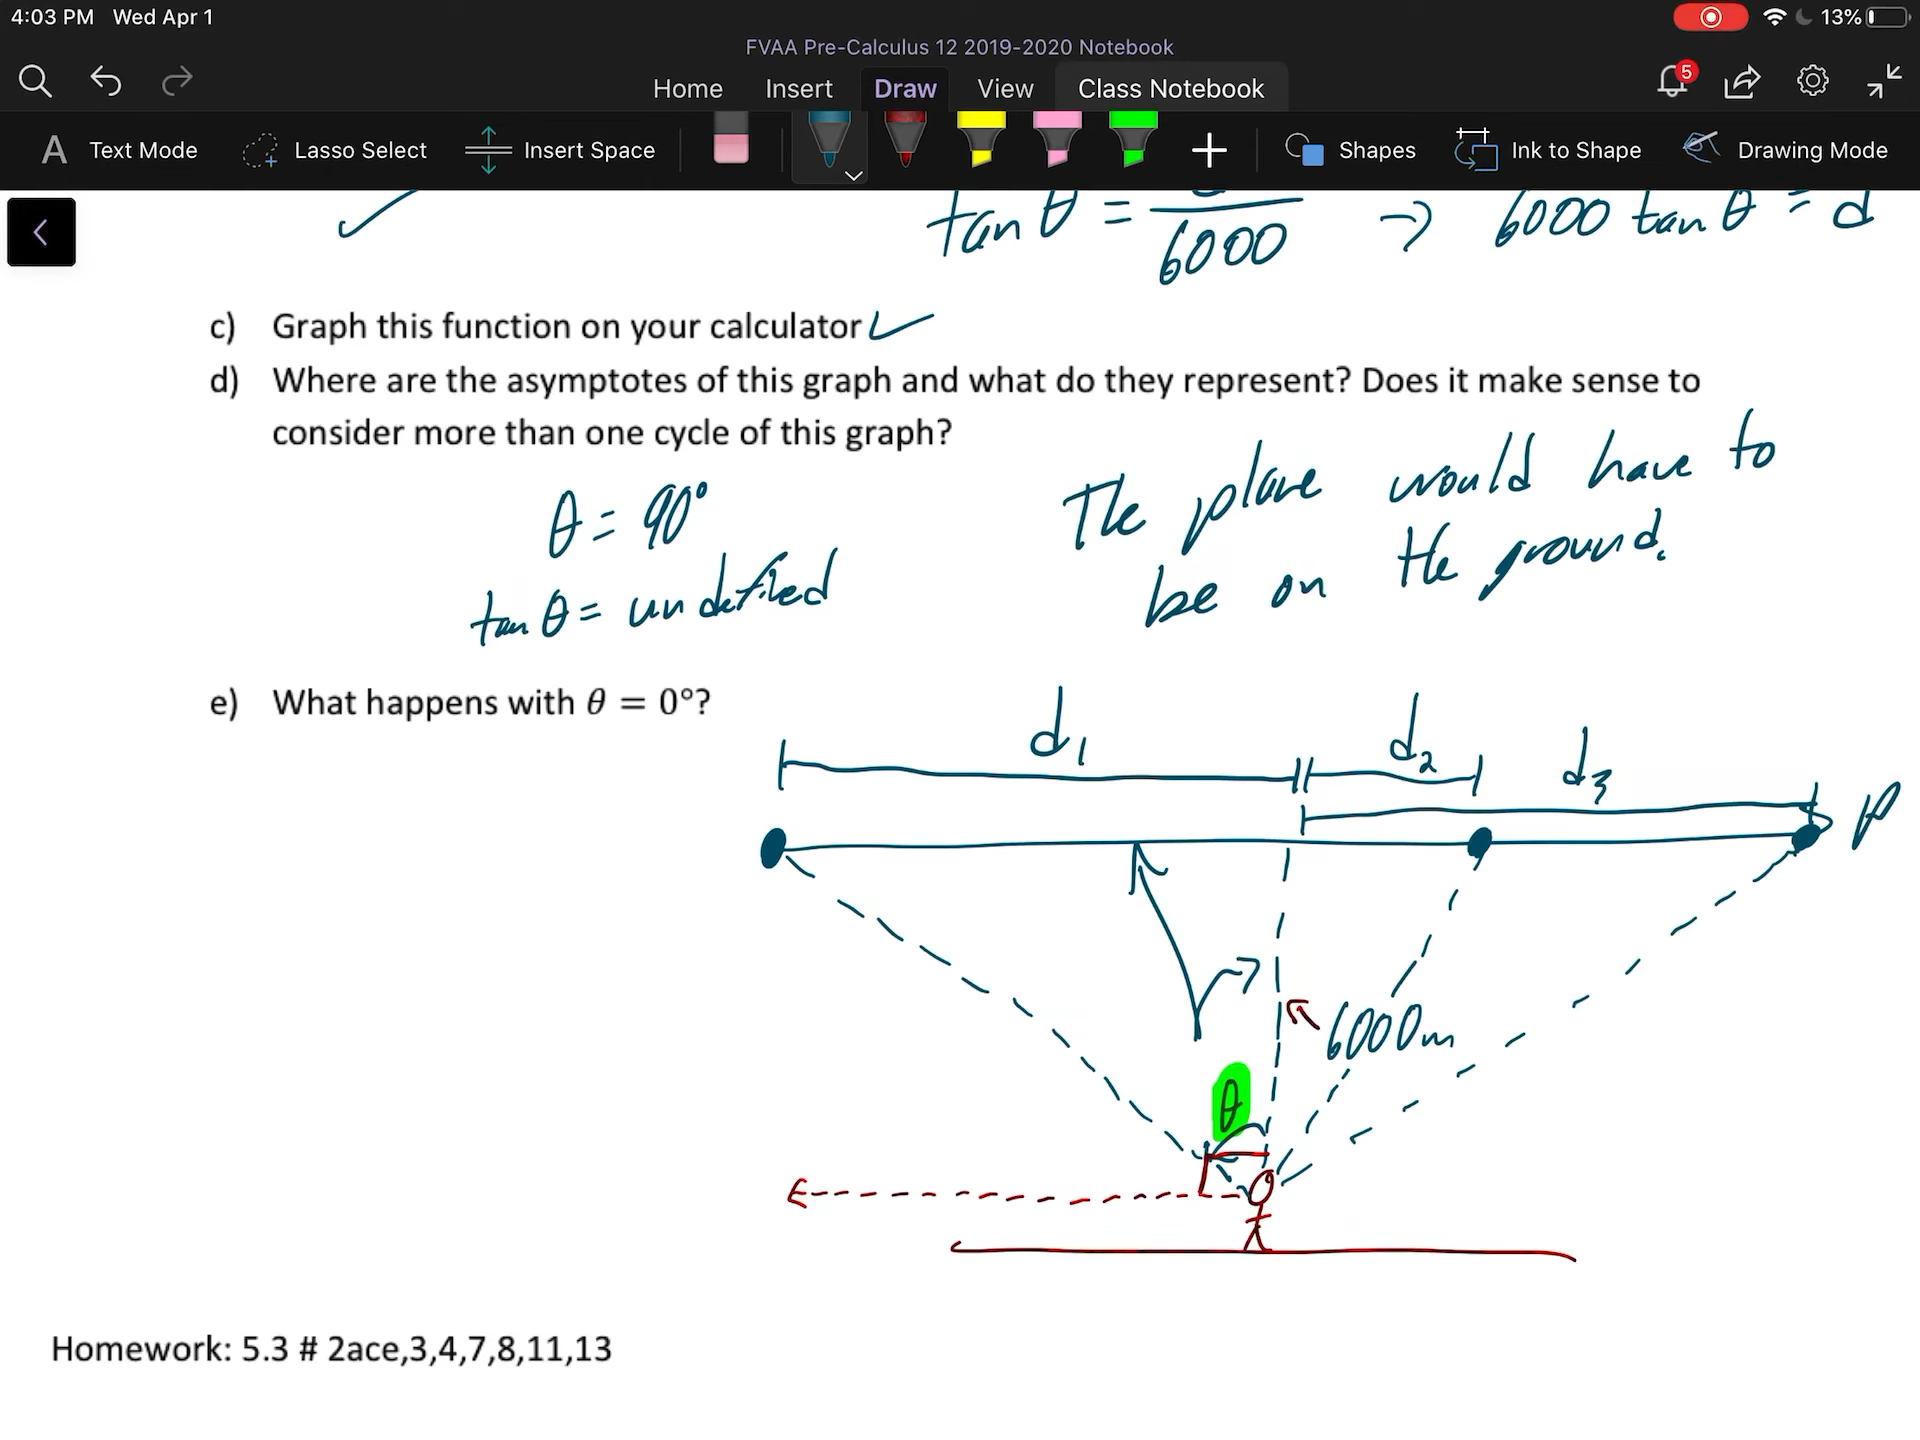 4:03 PM Wed Apr 1 13%
FVAA Pre-Calculus 12 2019-2020 Notebook
Home Insert Draw View Class Notebook 5
A Text Mode Lasso Select Insert Space Shapes Ink to Shape Drawing Mode
tan θ = 6000 → 6000 tan θ = d
c) Graph this function on your calculator
d) Where are the asymptotes of this graph and what do they represent? Does it make sense to
consider more than one cycle of this graph?
θ = 90°
tan θ = undefined
The plane would have to
be on the ground.
e) What happens with θ = 0°?
d₁ d₂ d₃
P
6000m
θ
Homework: 5.3 # 2ace,3,4,7,8,11,13